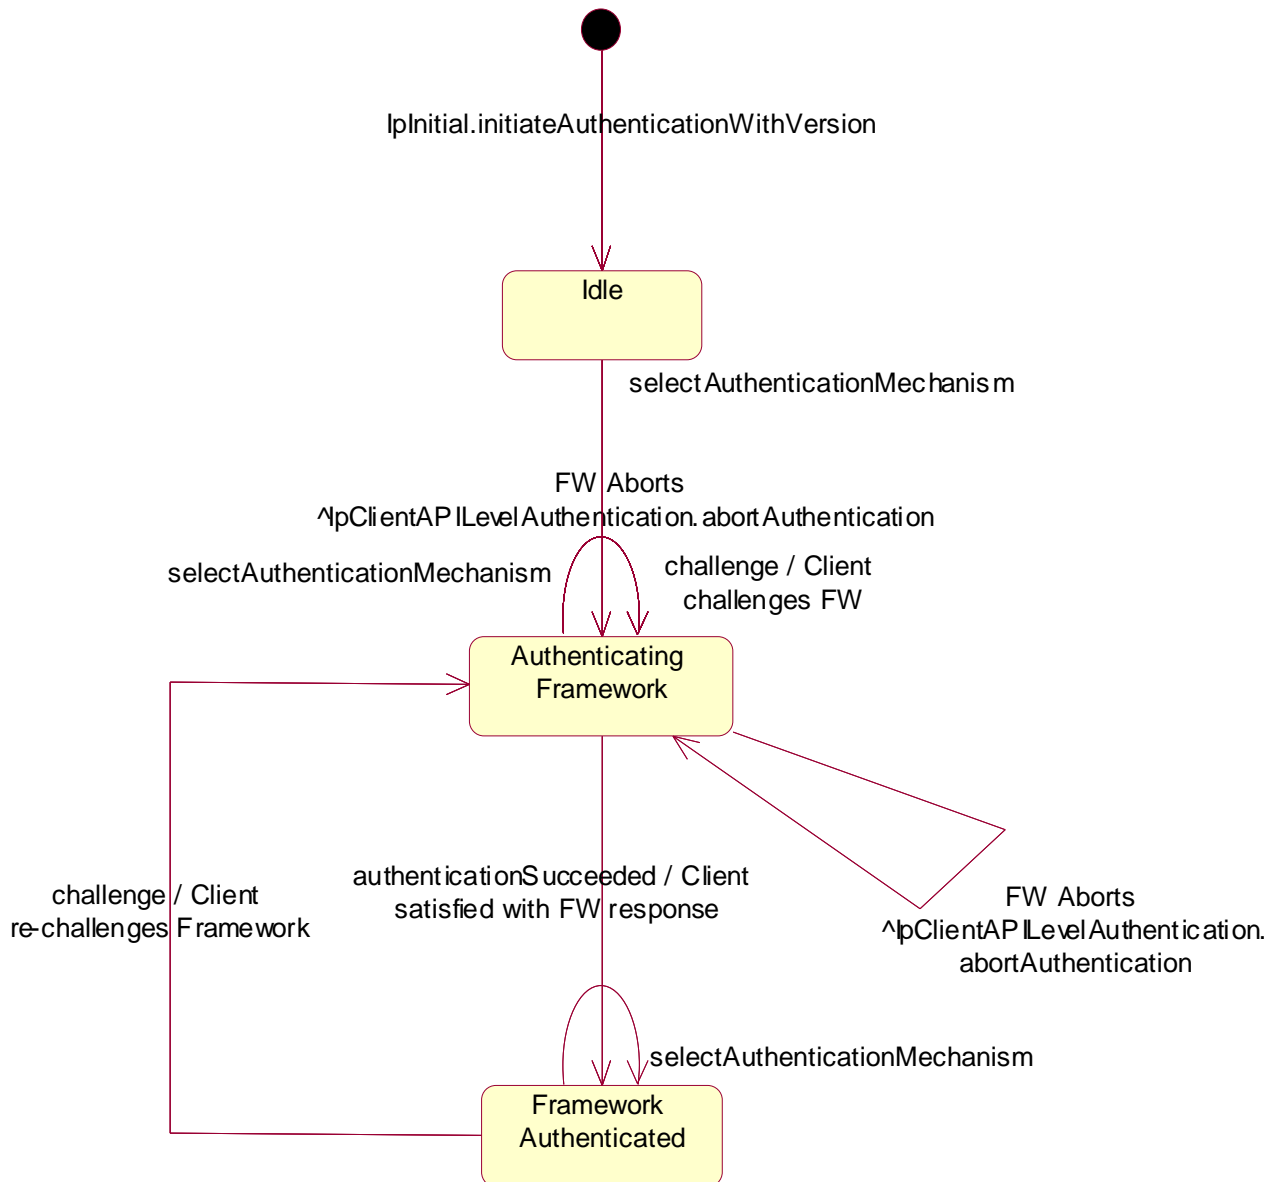 IpInitial.initiateAuthenticationWithVersion
Idle
selectAuthenticationMechanism
FW Aborts
^IpClientAPILevelAuthentication.abortAuthentication
selectAuthenticationMechanism
challenge / Client
challenges FW
Authenticating
Framework
challenge / Client
re-challenges Framework
authenticationSucceeded / Client
satisfied with FW response
FW Aborts
^IpClientAPILevelAuthentication.
abortAuthentication
selectAuthenticationMechanism
Framework
Authenticated